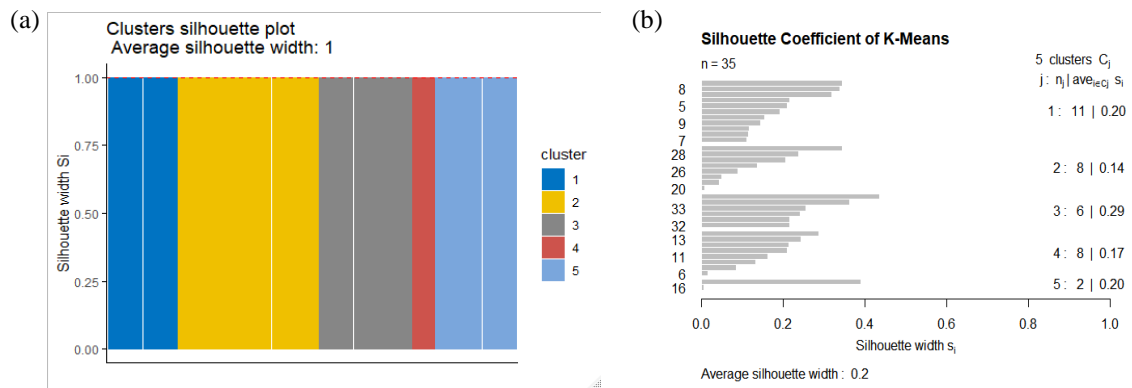 (a)
Clusters silhouette plot
Average silhouette width: 1
1.00
0.75
0.50
0.25
0.00
Silhouette width Si
cluster
1
2
3
4
5
(b)
Silhouette Coefficient of K-Means
n = 35
5 clusters Cj
j : nj | avei∈Cj si
8
5
9
7
1 : 11 | 0.20
28
26
20
2 : 8 | 0.14
33
32
3 : 6 | 0.29
13
11
6
4 : 8 | 0.17
16
5 : 2 | 0.20
0.0 0.2 0.4 0.6 0.8 1.0
Silhouette width si
Average silhouette width : 0.2